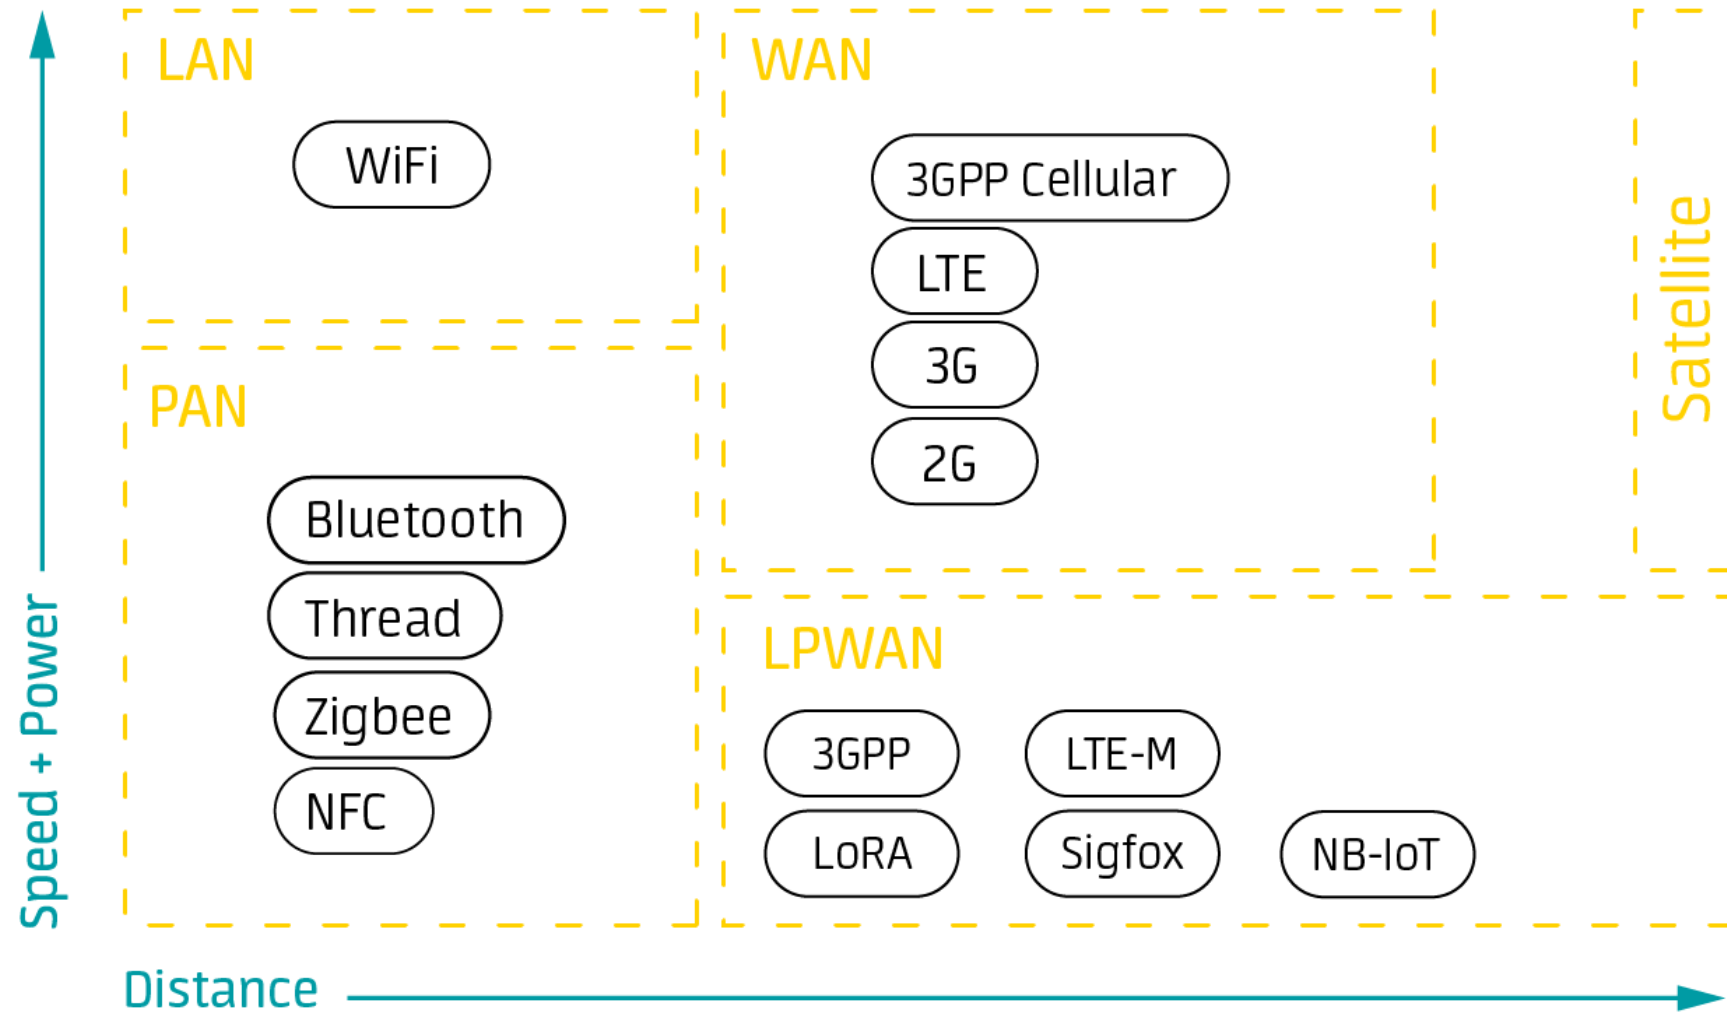 LAN
WiFi
PAN
Bluetooth
Thread
Zigbee
NFC
WAN
3GPP Cellular
LTE
3G
2G
LPWAN
3GPP
LTE-M
LoRA
Sigfox
NB-IoT
Satellite
Speed + Power
Distance